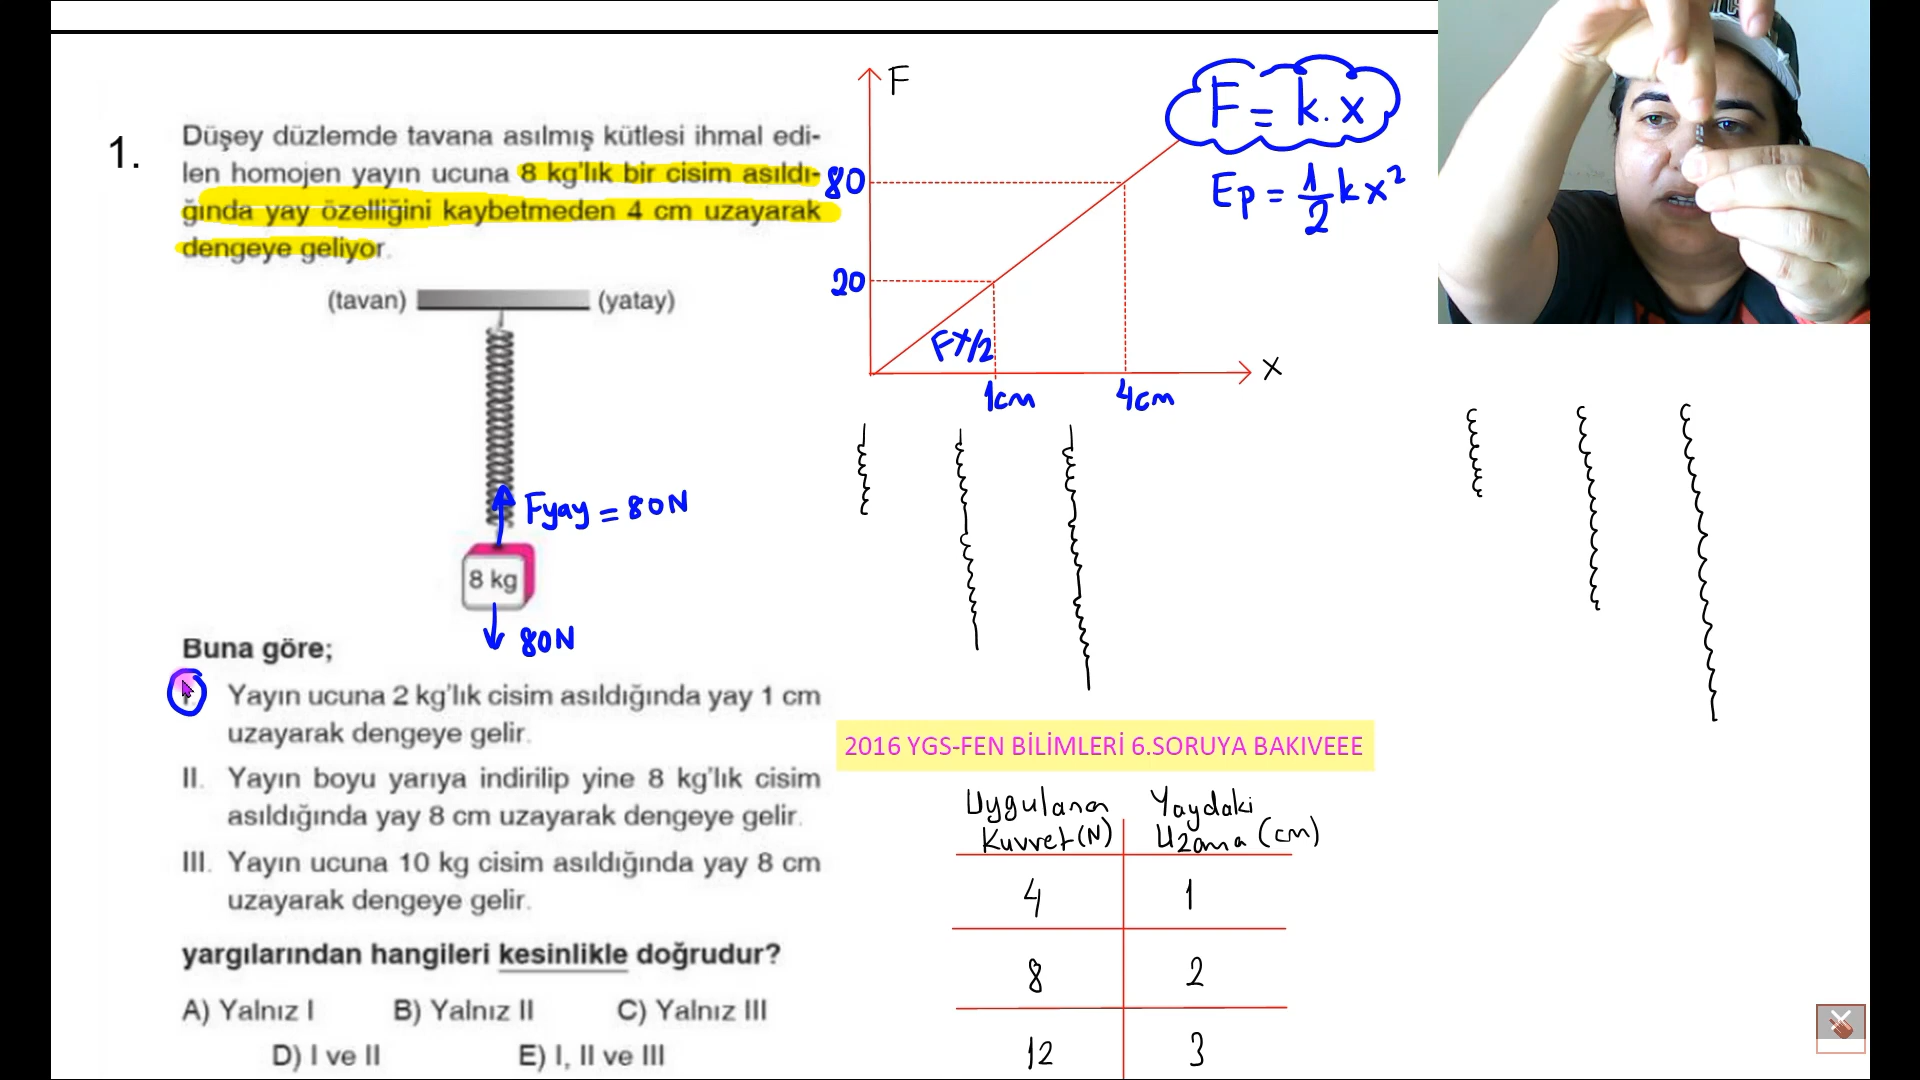 1.
Düşey düzlemde tavana asılmış kütlesi ihmal edi-
len homojen yayın ucuna 8 kg'lık bir cisim asıldı-
ğında yay özelliğini kaybetmeden 4 cm uzayarak
dengeye geliyor.
(tavan) (yatay)
Fyay = 80N
8 kg
80N
Buna göre;
I. Yayın ucuna 2 kg'lık cisim asıldığında yay 1 cm
uzayarak dengeye gelir.
II. Yayın boyu yarıya indirilip yine 8 kg'lık cisim
asıldığında yay 8 cm uzayarak dengeye gelir.
III. Yayın ucuna 10 kg cisim asıldığında yay 8 cm
uzayarak dengeye gelir.
yargılarından hangileri kesinlikle doğrudur?
A) Yalnız I B) Yalnız II C) Yalnız III
D) I ve II E) I, II ve III
F
80
20
FX/2
1cm 4cm
X
F = k.x
Ep = 1/2 kx²
2016 YGS-FEN BİLİMLERİ 6.SORUYA BAKIVEEE
Uygulanan Yaydaki
Kuvvet(N) Uzama (cm)
4 1
8 2
12 3